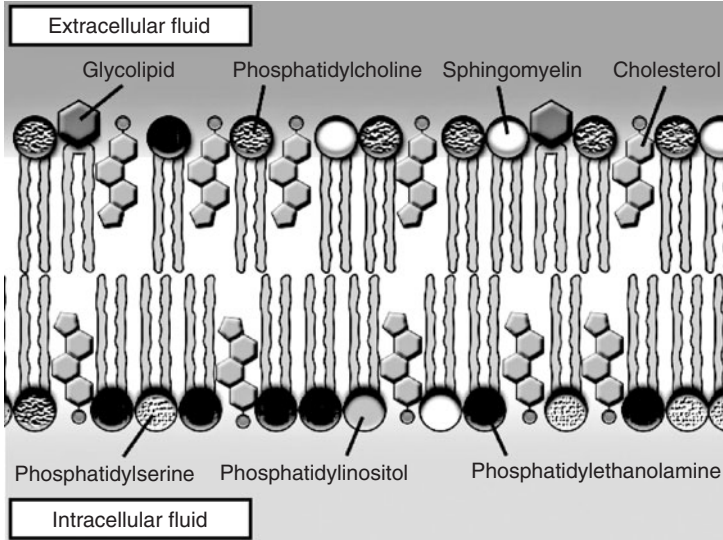 Extracellular fluid
Glycolipid
Phosphatidylcholine
Sphingomyelin
Cholesterol
Phosphatidylserine
Phosphatidylinositol
Phosphatidylethanolamine
Intracellular fluid